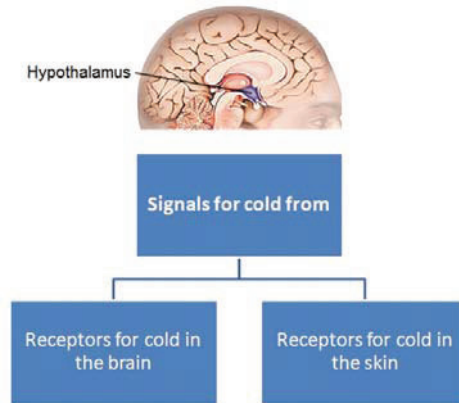 Hypothalamus
Signals for cold from
Receptors for cold in
the brain
Receptors for cold in
the skin